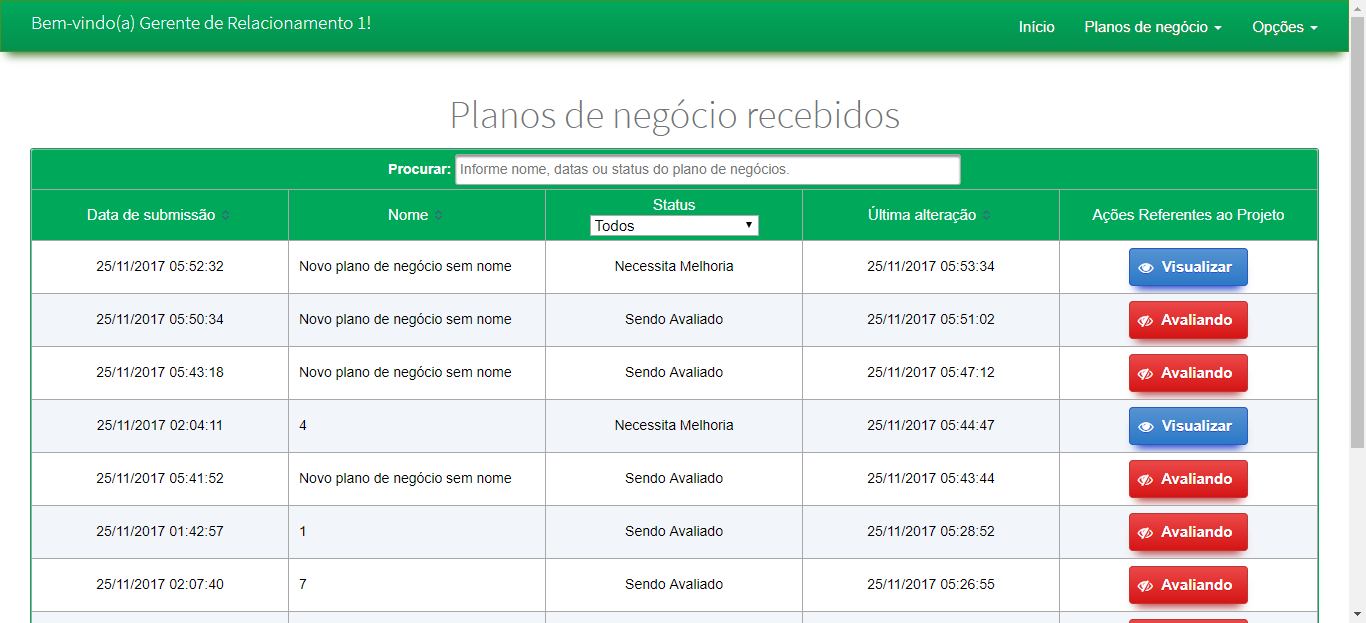 Bem-vindo(a) Gerente de Relacionamento 1!
Início Planos de negócio Opções
Planos de negócio recebidos
Procurar: Informe nome, datas ou status do plano de negócios.
Data de submissão Nome Status Última alteração Ações Referentes ao Projeto
Todos
25/11/2017 05:52:32 Novo plano de negócio sem nome Necessita Melhoria 25/11/2017 05:53:34 Visualizar
25/11/2017 05:50:34 Novo plano de negócio sem nome Sendo Avaliado 25/11/2017 05:51:02 Avaliando
25/11/2017 05:43:18 Novo plano de negócio sem nome Sendo Avaliado 25/11/2017 05:47:12 Avaliando
25/11/2017 02:04:11 4 Necessita Melhoria 25/11/2017 05:44:47 Visualizar
25/11/2017 05:41:52 Novo plano de negócio sem nome Sendo Avaliado 25/11/2017 05:43:44 Avaliando
25/11/2017 01:42:57 1 Sendo Avaliado 25/11/2017 05:28:52 Avaliando
25/11/2017 02:07:40 7 Sendo Avaliado 25/11/2017 05:26:55 Avaliando